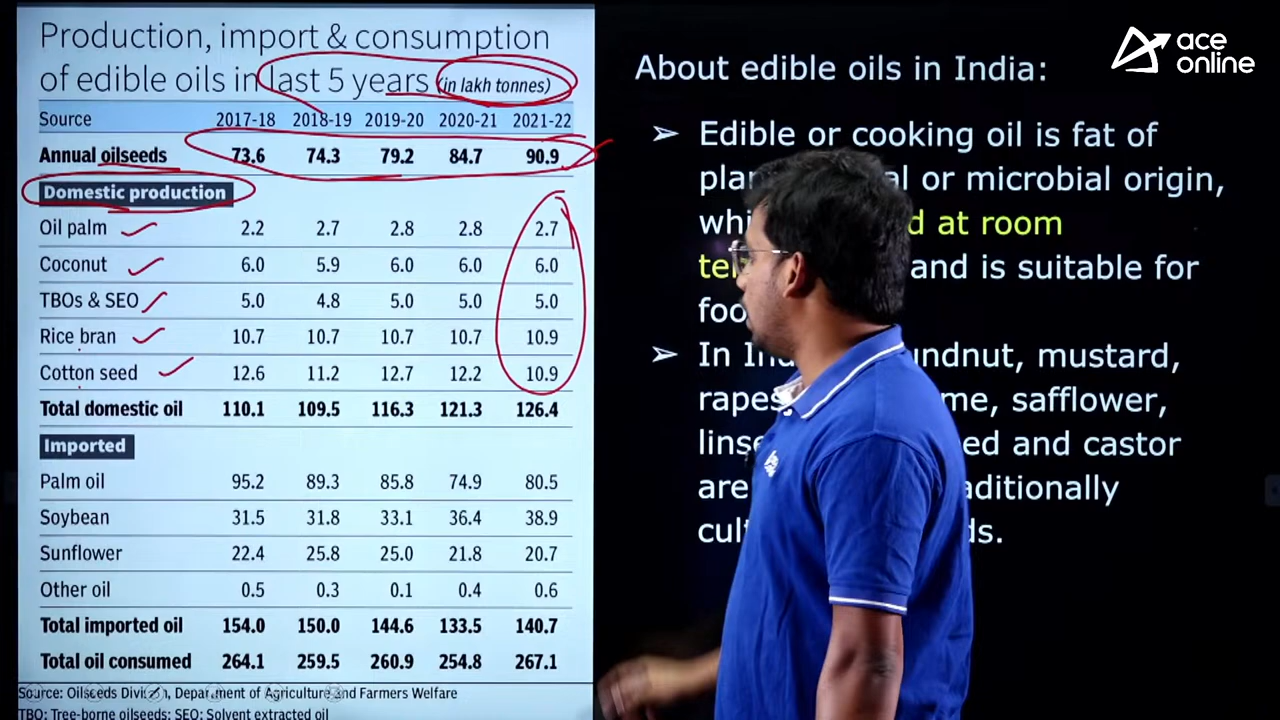 Production, import & consumption
of edible oils in last 5 years (in lakh tonnes)
Source 2017-18 2018-19 2019-20 2020-21 2021-22
Annual oilseeds 73.6 74.3 79.2 84.7 90.9
Domestic production
Oil palm 2.2 2.7 2.8 2.8 2.7
Coconut 6.0 5.9 6.0 6.0 6.0
TBOs & SEO 5.0 4.8 5.0 5.0 5.0
Rice bran 10.7 10.7 10.7 10.7 10.9
Cotton seed 12.6 11.2 12.7 12.2 10.9
Total domestic oil 110.1 109.5 116.3 121.3 126.4
Imported
Palm oil 95.2 89.3 85.8 74.9 80.5
Soybean 31.5 31.8 33.1 36.4 38.9
Sunflower 22.4 25.8 25.0 21.8 20.7
Other oil 0.5 0.3 0.1 0.4 0.6
Total imported oil 154.0 150.0 144.6 133.5 140.7
Total oil consumed 264.1 259.5 260.9 254.8 267.1
Source: Oilseeds Division, Department of Agriculture and Farmers Welfare
TBO: Tree-borne oilseeds; SEO: Solvent extracted oil
ace
online
About edible oils in India:
➢ Edible or cooking oil is fat of
or microbial origin,
at room
and is suitable for
➢ In mustard,
safflower,
and castor
are